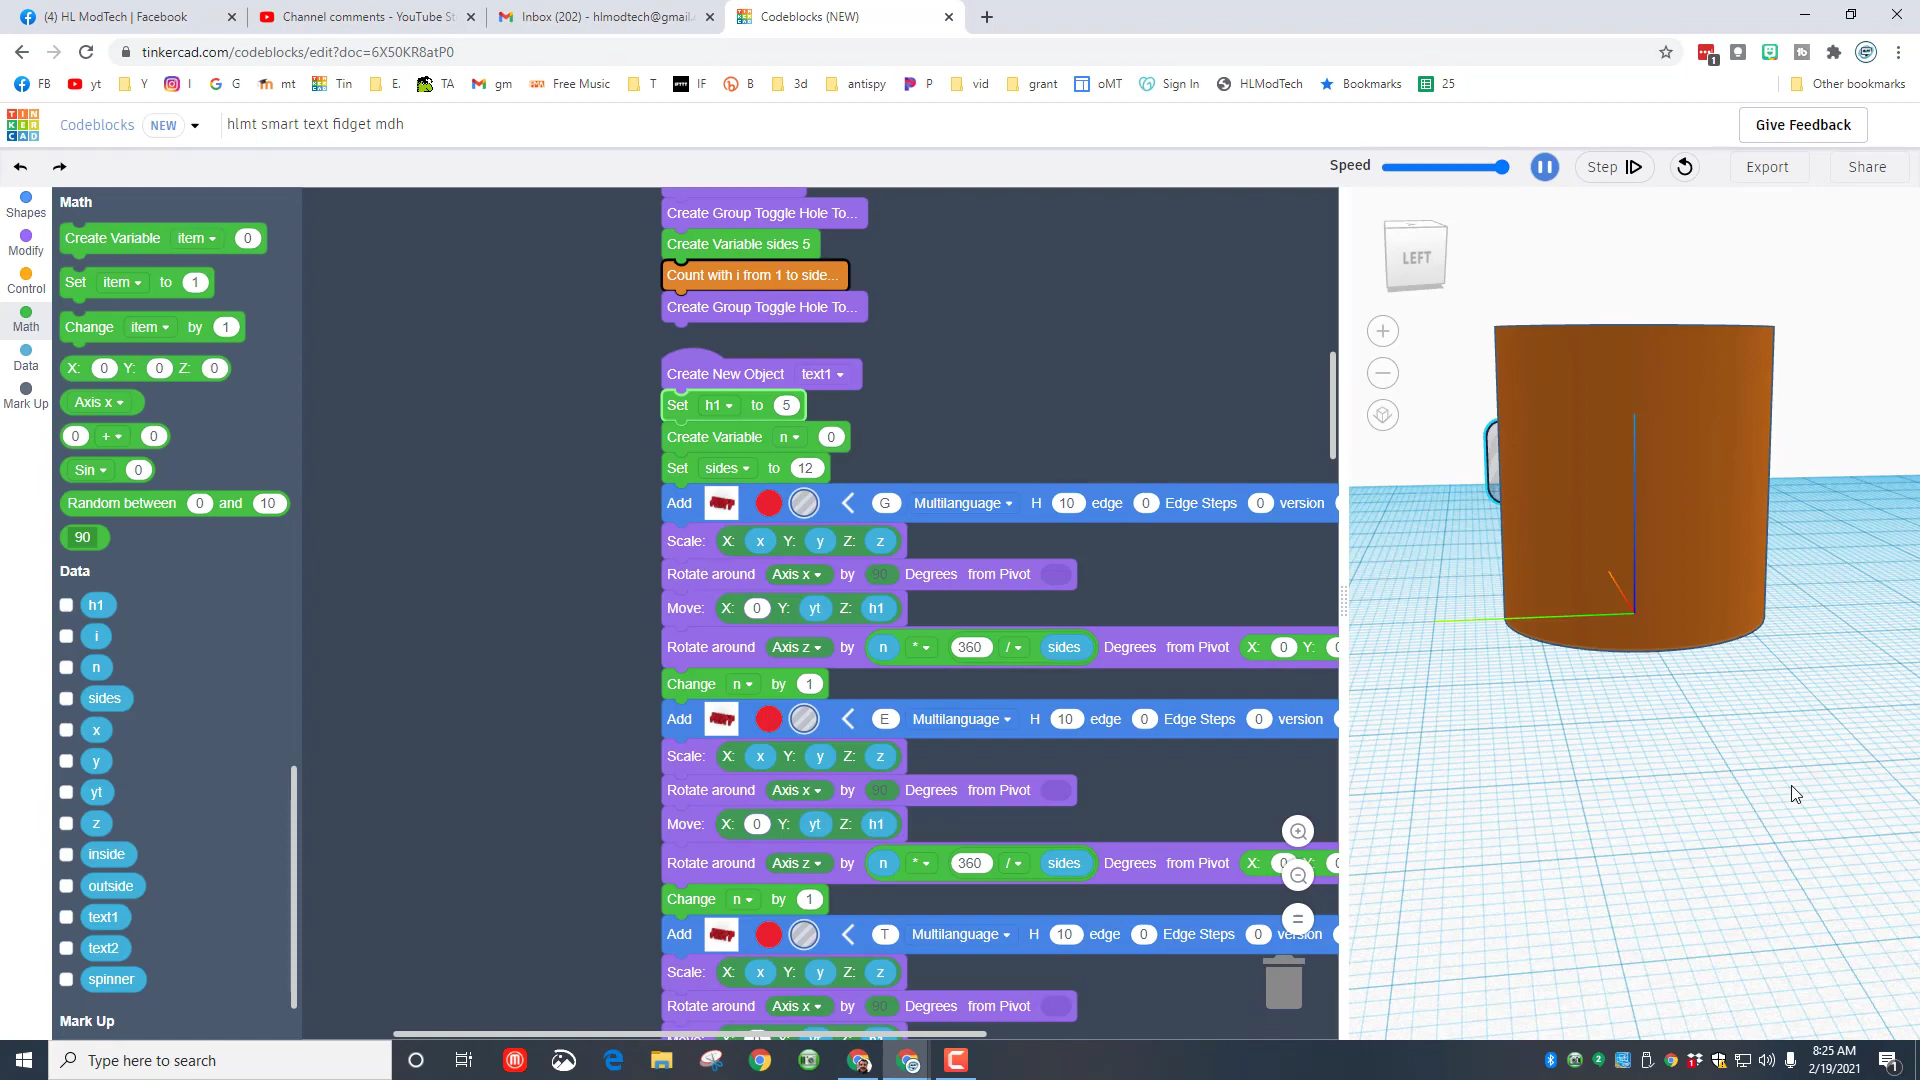 (4) HL ModTech | Facebook
Channel comments - YouTube St
Inbox (202) - hlmodtech@gmail.
Codeblocks (NEW)
tinkercad.com/codeblocks/edit?doc=6X50KR8atP0
1
FB
yt
Y
I
G
mt
Tin
E.
TA
gm
Free Music
T
IF
B
3d
antispy
P
vid
grant
oMT
Sign In
HLModTech
Bookmarks
25
Other bookmarks
TIN
KER
CAD
Codeblocks
NEW
hlmt smart text fidget mdh
Give Feedback
Speed
Step
Export
Share
Shapes
Modify
Control
Math
Data
Mark Up
Math
Create Variable item 0
Set item to 1
Change item by 1
X: 0 Y: 0 Z: 0
Axis x
0 + 0
Sin 0
Random between 0 and 10
90
Data
h1
i
n
sides
x
y
yt
z
inside
outside
text1
text2
spinner
Mark Up
Create Group Toggle Hole To...
Create Variable sides 5
Count with i from 1 to side...
Create Group Toggle Hole To...
Create New Object text1
Set h1 to 5
Create Variable n 0
Set sides to 12
Add G Multilanguage H 10 edge 0 Edge Steps 0 version
Scale: X: x Y: y Z: z
Rotate around Axis x by 90 Degrees from Pivot
Move: X: 0 Y: yt Z: h1
Rotate around Axis z by n * 360 / sides Degrees from Pivot X: 0 Y:
Change n by 1
Add E Multilanguage H 10 edge 0 Edge Steps 0 version
Scale: X: x Y: y Z: z
Rotate around Axis x by 90 Degrees from Pivot
Move: X: 0 Y: yt Z: h1
Rotate around Axis z by n * 360 / sides Degrees from Pivot X:
Change n by 1
Add T Multilanguage H 10 edge 0 Edge Steps 0 version
Scale: X: x Y: y Z: z
Rotate around Axis x by 90 Degrees from Pivot
LEFT
Type here to search
8:25 AM
2/19/2021
1